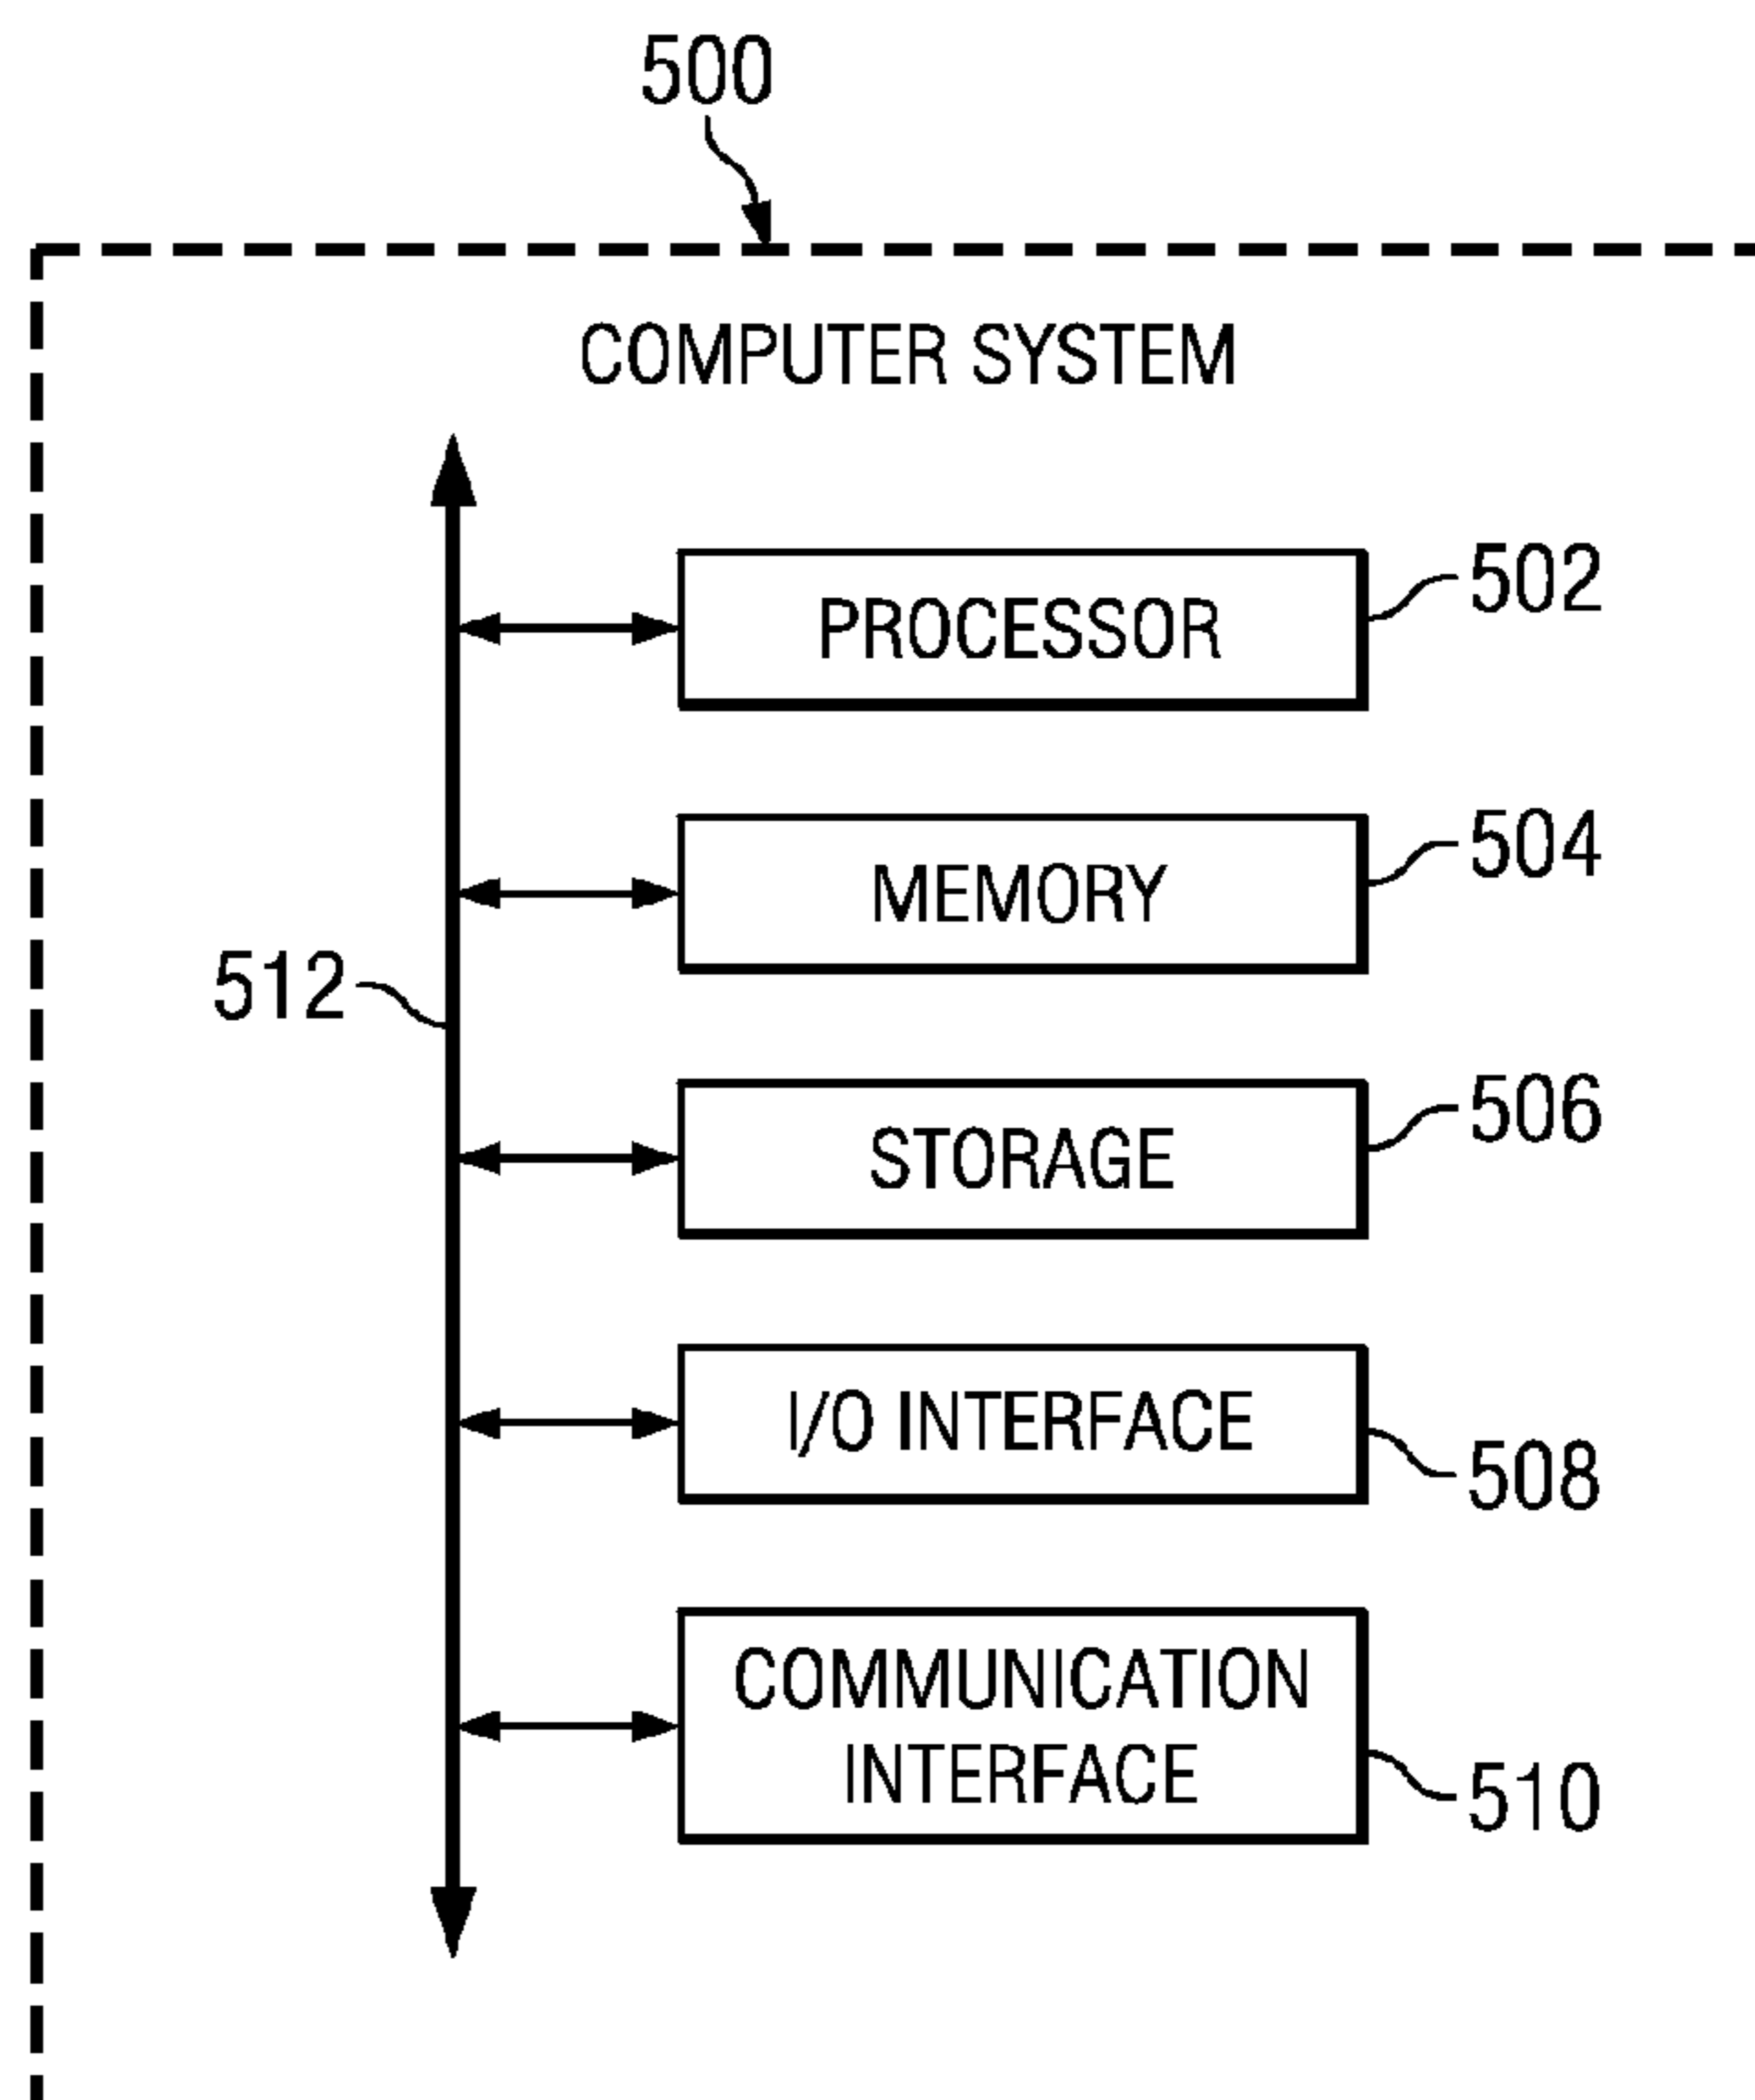 500
COMPUTER SYSTEM
PROCESSOR
502
MEMORY
504
512
STORAGE
506
I/O INTERFACE
508
COMMUNICATION
INTERFACE
510